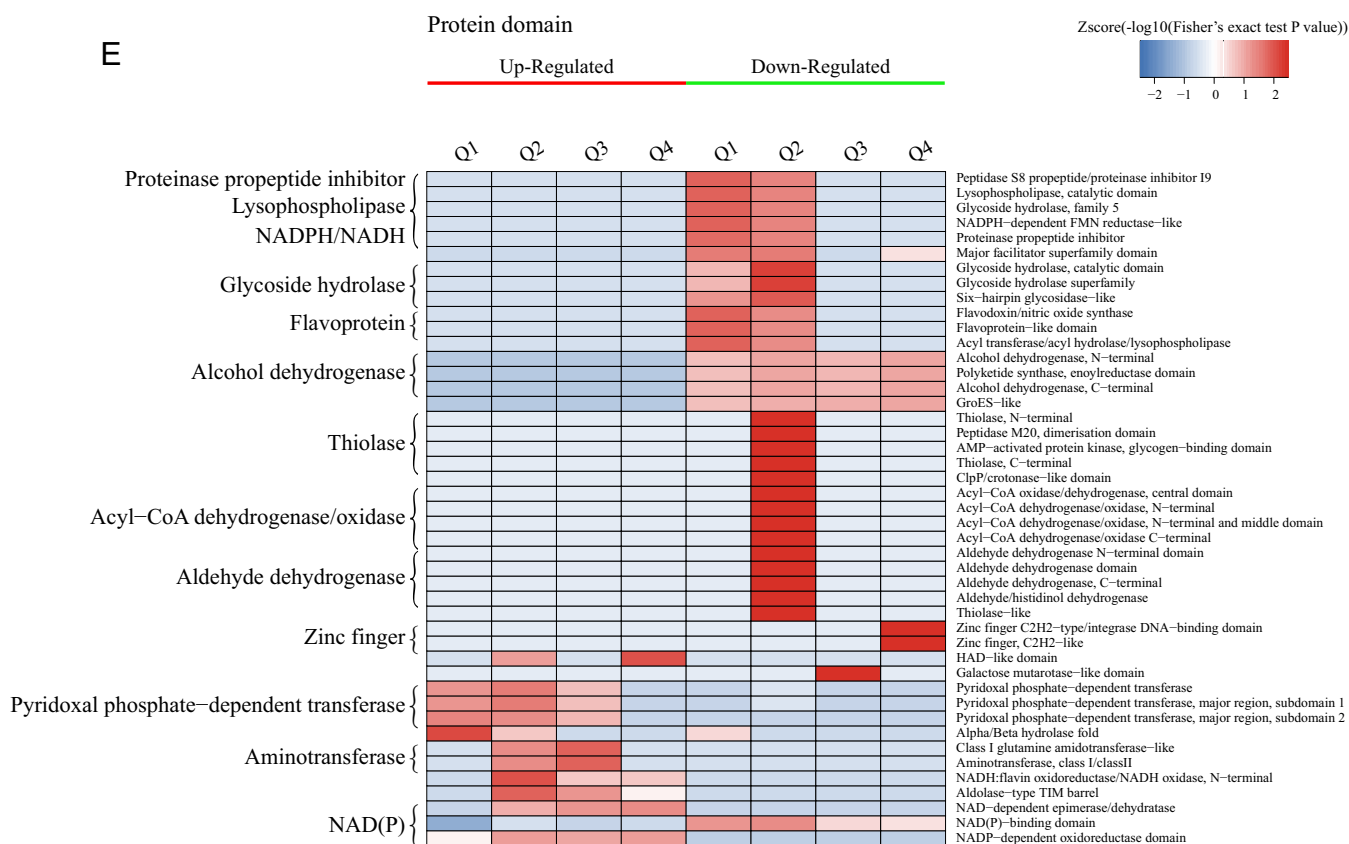 Protein domain
Zscore(-log10(Fisher's exact test P value))
E
Up-Regulated
Down-Regulated
−2 −1 0 1 2
Q1 Q2 Q3 Q4 Q1 Q2 Q3 Q4
Proteinase propeptide inhibitor
Lysophospholipase
NADPH/NADH
Glycoside hydrolase
Flavoprotein
Alcohol dehydrogenase
Thiolase
Acyl−CoA dehydrogenase/oxidase
Aldehyde dehydrogenase
Zinc finger
Pyridoxal phosphate−dependent transferase
Aminotransferase
NAD(P)
Peptidase S8 propeptide/proteinase inhibitor I9
Lysophospholipase, catalytic domain
Glycoside hydrolase, family 5
NADPH−dependent FMN reductase−like
Proteinase propeptide inhibitor
Major facilitator superfamily domain
Glycoside hydrolase, catalytic domain
Glycoside hydrolase superfamily
Six−hairpin glycosidase−like
Flavodoxin/nitric oxide synthase
Flavoprotein−like domain
Acyl transferase/acyl hydrolase/lysophospholipase
Alcohol dehydrogenase, N−terminal
Polyketide synthase, enoylreductase domain
Alcohol dehydrogenase, C−terminal
GroES−like
Thiolase, N−terminal
Peptidase M20, dimerisation domain
AMP−activated protein kinase, glycogen−binding domain
Thiolase, C−terminal
ClpP/crotonase−like domain
Acyl−CoA oxidase/dehydrogenase, central domain
Acyl−CoA dehydrogenase/oxidase, N−terminal
Acyl−CoA dehydrogenase/oxidase, N−terminal and middle domain
Acyl−CoA dehydrogenase/oxidase C−terminal
Aldehyde dehydrogenase N−terminal domain
Aldehyde dehydrogenase domain
Aldehyde dehydrogenase, C−terminal
Aldehyde/histidinol dehydrogenase
Thiolase−like
Zinc finger C2H2−type/integrase DNA−binding domain
Zinc finger, C2H2−like
HAD−like domain
Galactose mutarotase−like domain
Pyridoxal phosphate−dependent transferase
Pyridoxal phosphate−dependent transferase, major region, subdomain 1
Pyridoxal phosphate−dependent transferase, major region, subdomain 2
Alpha/Beta hydrolase fold
Class I glutamine amidotransferase−like
Aminotransferase, class I/classII
NADH:flavin oxidoreductase/NADH oxidase, N−terminal
Aldolase−type TIM barrel
NAD−dependent epimerase/dehydratase
NAD(P)−binding domain
NADP−dependent oxidoreductase domain